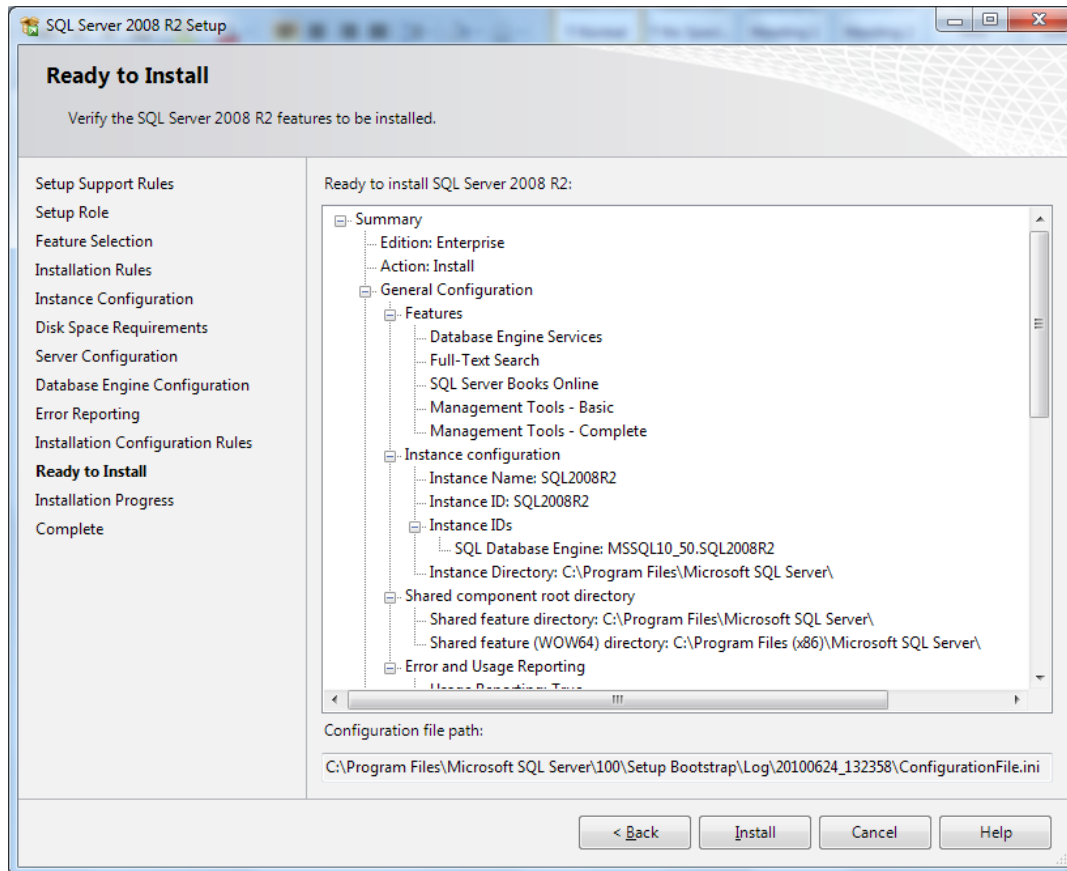 SQL Server 2008 R2 Setup
Ready to Install
Verify the SQL Server 2008 R2 features to be installed.
Setup Support Rules
Setup Role
Feature Selection
Installation Rules
Instance Configuration
Disk Space Requirements
Server Configuration
Database Engine Configuration
Error Reporting
Installation Configuration Rules
Ready to Install
Installation Progress
Complete
Ready to install SQL Server 2008 R2:
Summary
Edition: Enterprise
Action: Install
General Configuration
Features
Database Engine Services
Full-Text Search
SQL Server Books Online
Management Tools - Basic
Management Tools - Complete
Instance configuration
Instance Name: SQL2008R2
Instance ID: SQL2008R2
Instance IDs
SQL Database Engine: MSSQL10_50.SQL2008R2
Instance Directory: C:\Program Files\Microsoft SQL Server\
Shared component root directory
Shared feature directory: C:\Program Files\Microsoft SQL Server\
Shared feature (WOW64) directory: C:\Program Files (x86)\Microsoft SQL Server\
Error and Usage Reporting
Usage Reporting: True
Configuration file path:
C:\Program Files\Microsoft SQL Server\100\Setup Bootstrap\Log\20100624_132358\ConfigurationFile.ini
< Back
Install
Cancel
Help